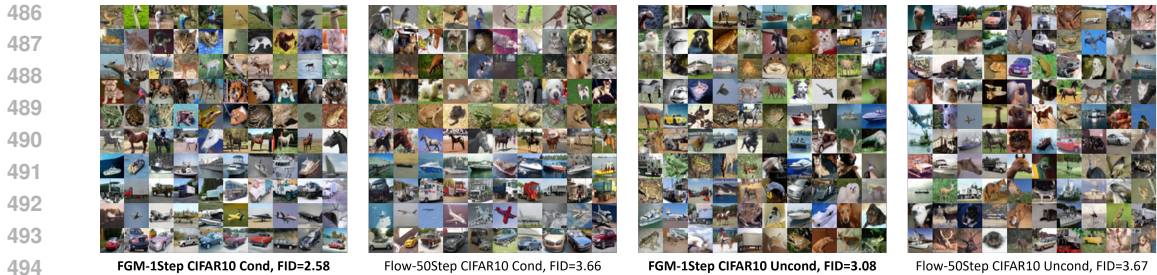 486
487
488
489
490
491
492
493
494
FGM-1Step CIFAR10 Cond, FID=2.58
Flow-50Step CIFAR10 Cond, FID=3.66
FGM-1Step CIFAR10 Uncond, FID=3.08
Flow-50Step CIFAR10 Uncond, FID=3.67